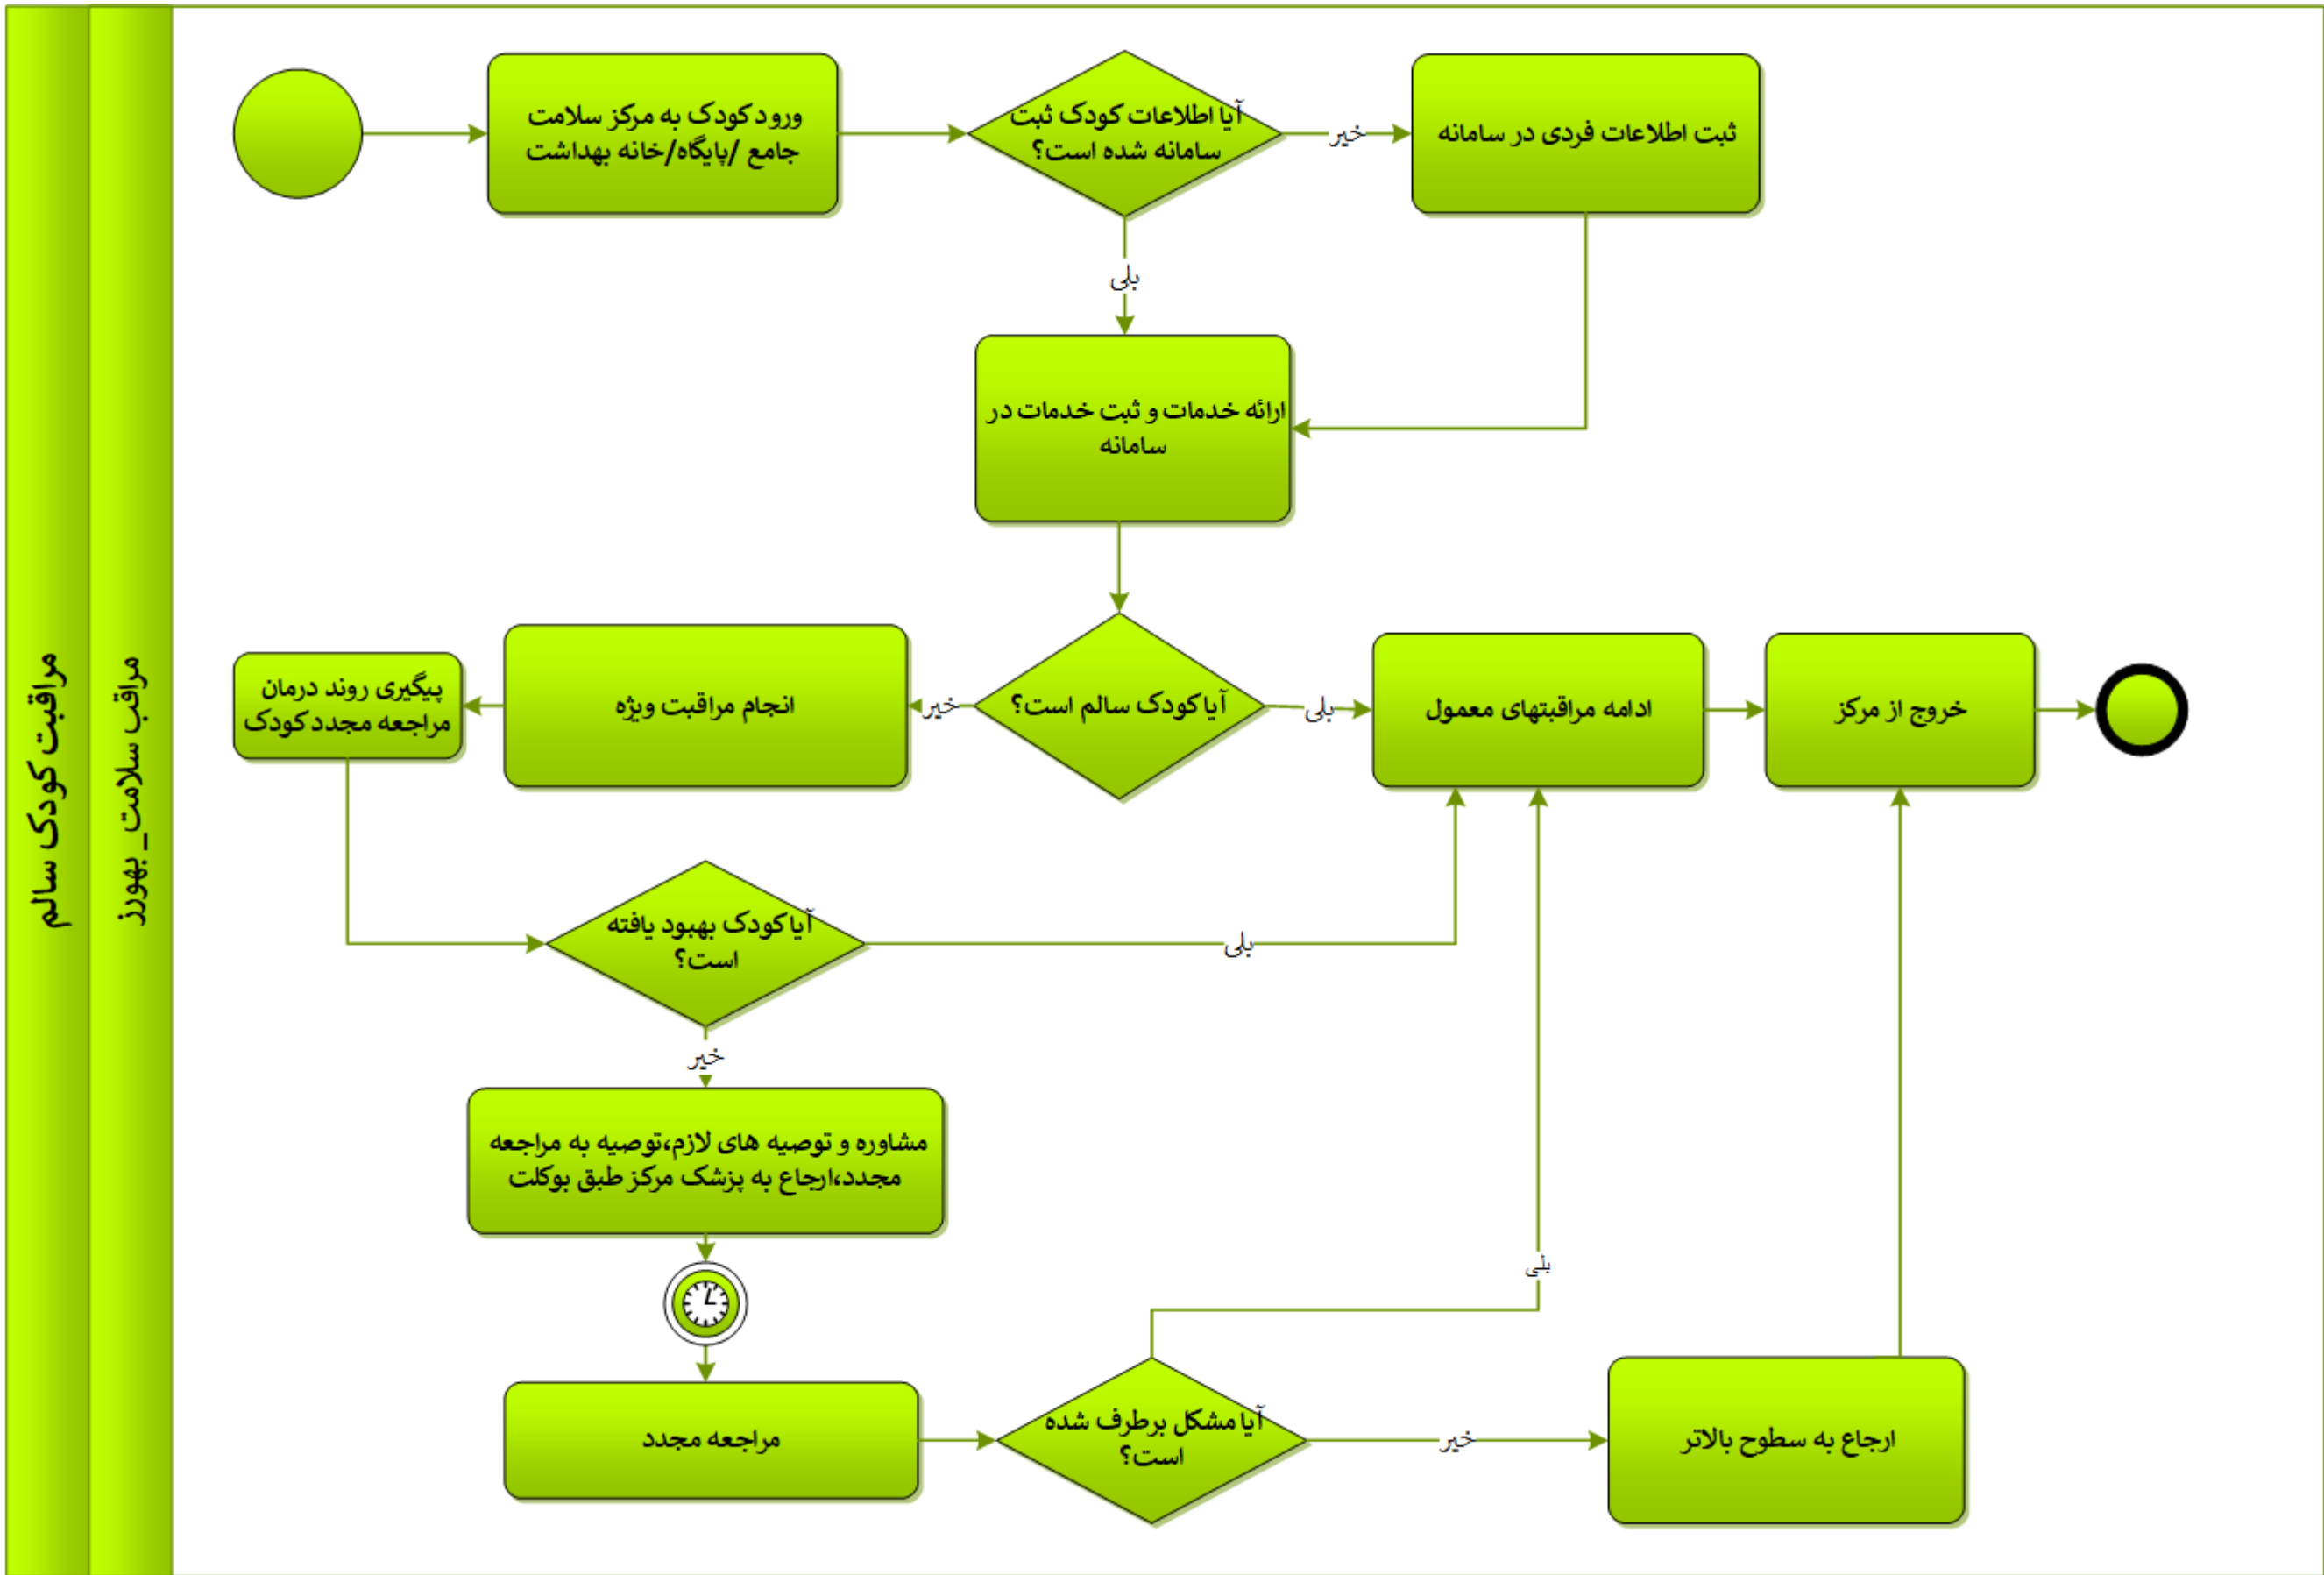 مراقبت کودک سالم
مراقب سلامت_ بهورز
ورود کودک به مرکز سلامت
جامع /پایگاه/خانه بهداشت
آیا اطلاعات کودک ثبت
سامانه شده است؟
خیر
ثبت اطلاعات فردی در سامانه
بلی
ارائه خدمات و ثبت خدمات در
سامانه
آیا کودک سالم است؟
خیر
انجام مراقبت ویژه
پیگیری روند درمان
مراجعه مجدد کودک
بلی
ادامه مراقبتهای معمول
خروج از مرکز
آیا کودک بهبود یافته
است؟
بلی
خیر
مشاوره و توصیه های لازم،توصیه به مراجعه
مجدد،ارجاع به پزشک مرکز طبق بوکلت
مراجعه مجدد
آیا مشکل برطرف شده
است؟
بلی
خیر
ارجاع به سطوح بالاتر